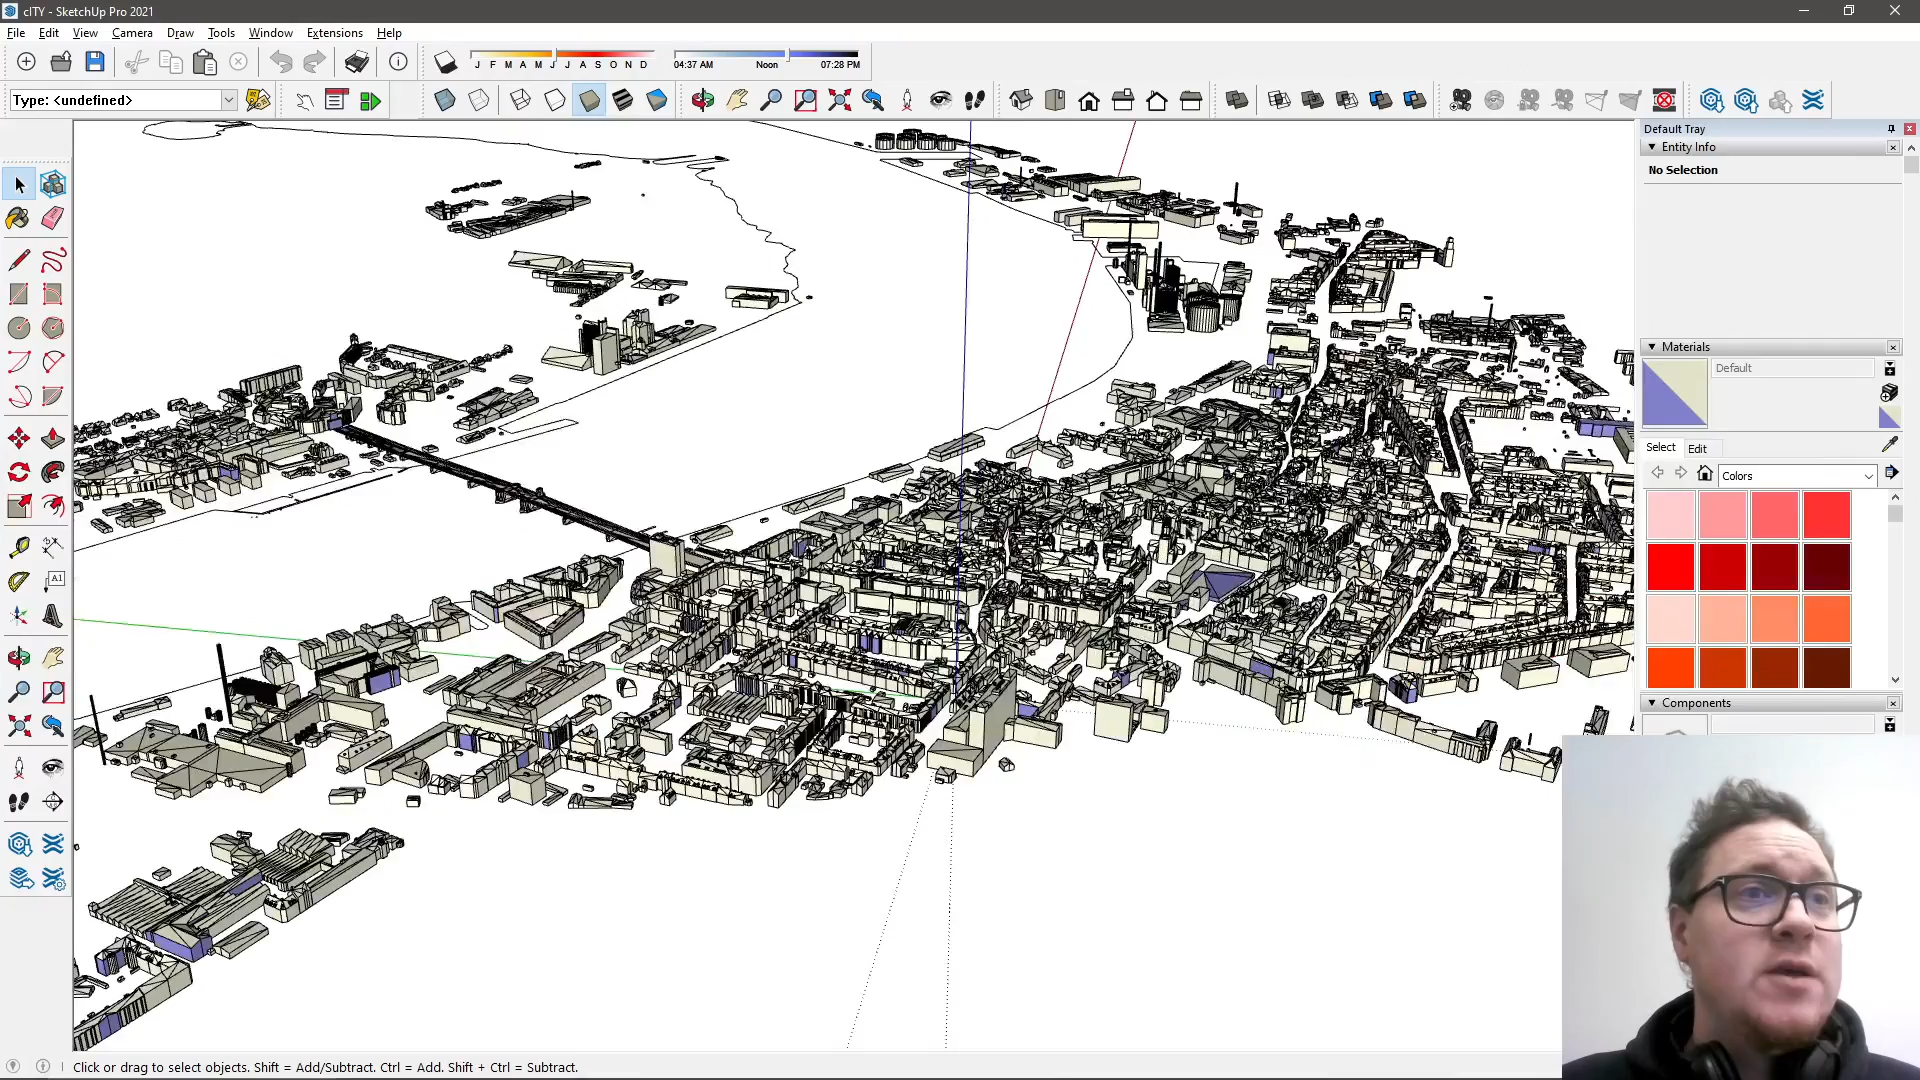 cITY - SketchUp Pro 2021
File Edit View Camera Draw Tools Window Extensions Help
J F M A M J J A S O N D
04:37 AM Noon 07:28 PM
Type: <undefined>
Default Tray
Entity Info
No Selection
Materials
Default
Select Edit
Colors
A1
Components
Click or drag to select objects. Shift = Add/Subtract. Ctrl = Add. Shift + Ctrl = Subtract.